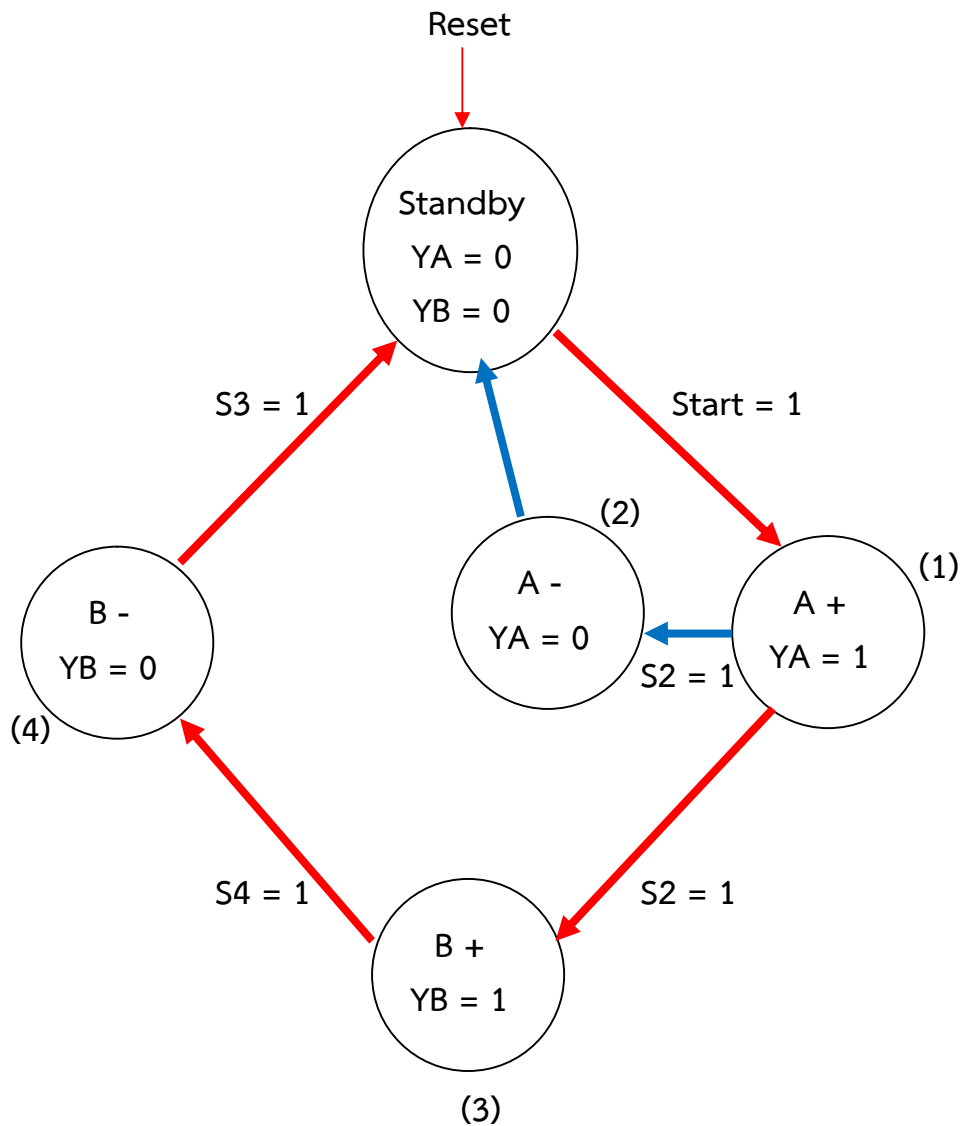 Reset
Standby
YA = 0
YB = 0
S3 = 1
Start = 1
(2)
(1)
A -
YA = 0
A +
YA = 1
B -
YB = 0
S2 = 1
(4)
S4 = 1
S2 = 1
B +
YB = 1
(3)